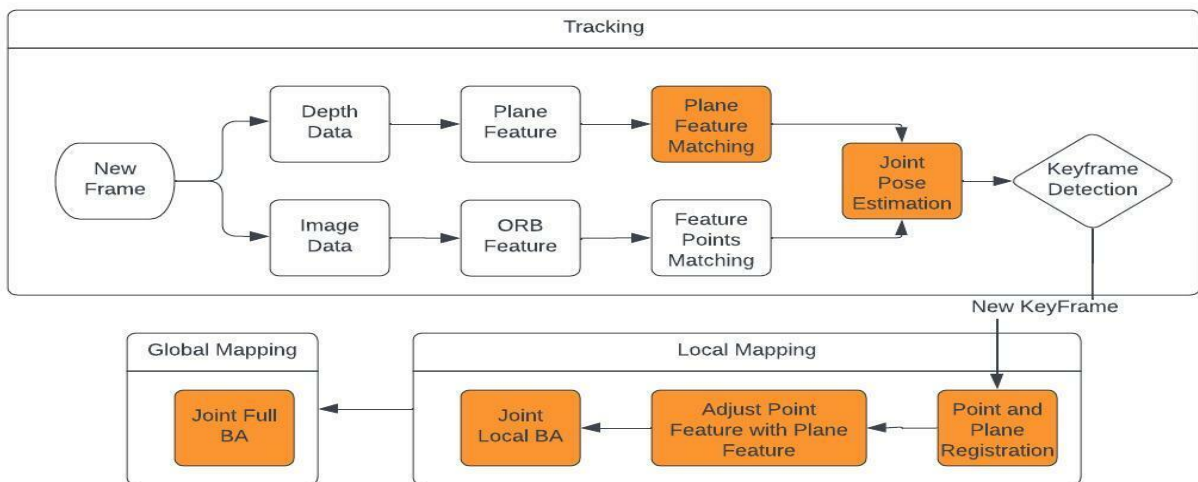 Tracking
Depth
Data
Plane
Feature
Plane
Feature
Matching
New
Frame
Joint
Pose
Estimation
Keyframe
Detection
Image
Data
ORB
Feature
Feature
Points
Matching
New KeyFrame
Global Mapping
Local Mapping
Joint Full
BA
Joint
Local BA
Adjust Point
Feature with Plane
Feature
Point and
Plane
Registration